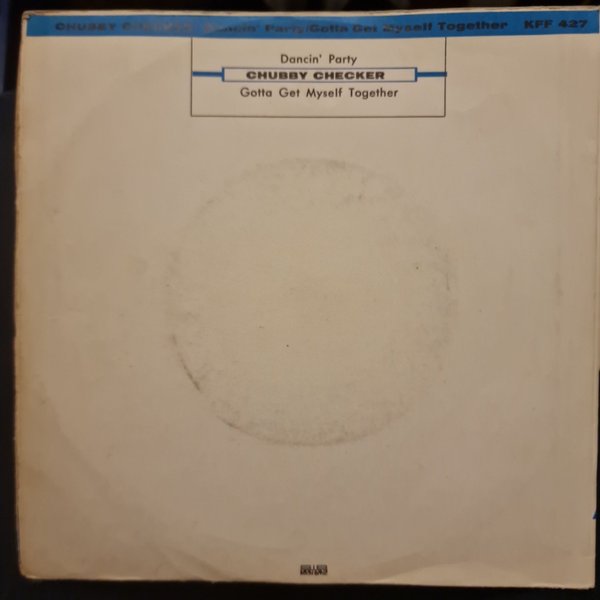 CHUBBY CHECKER Dancin' Party/Gotta Get Myself Together KFF 427
Dancin' Party
CHUBBY CHECKER
Gotta Get Myself Together